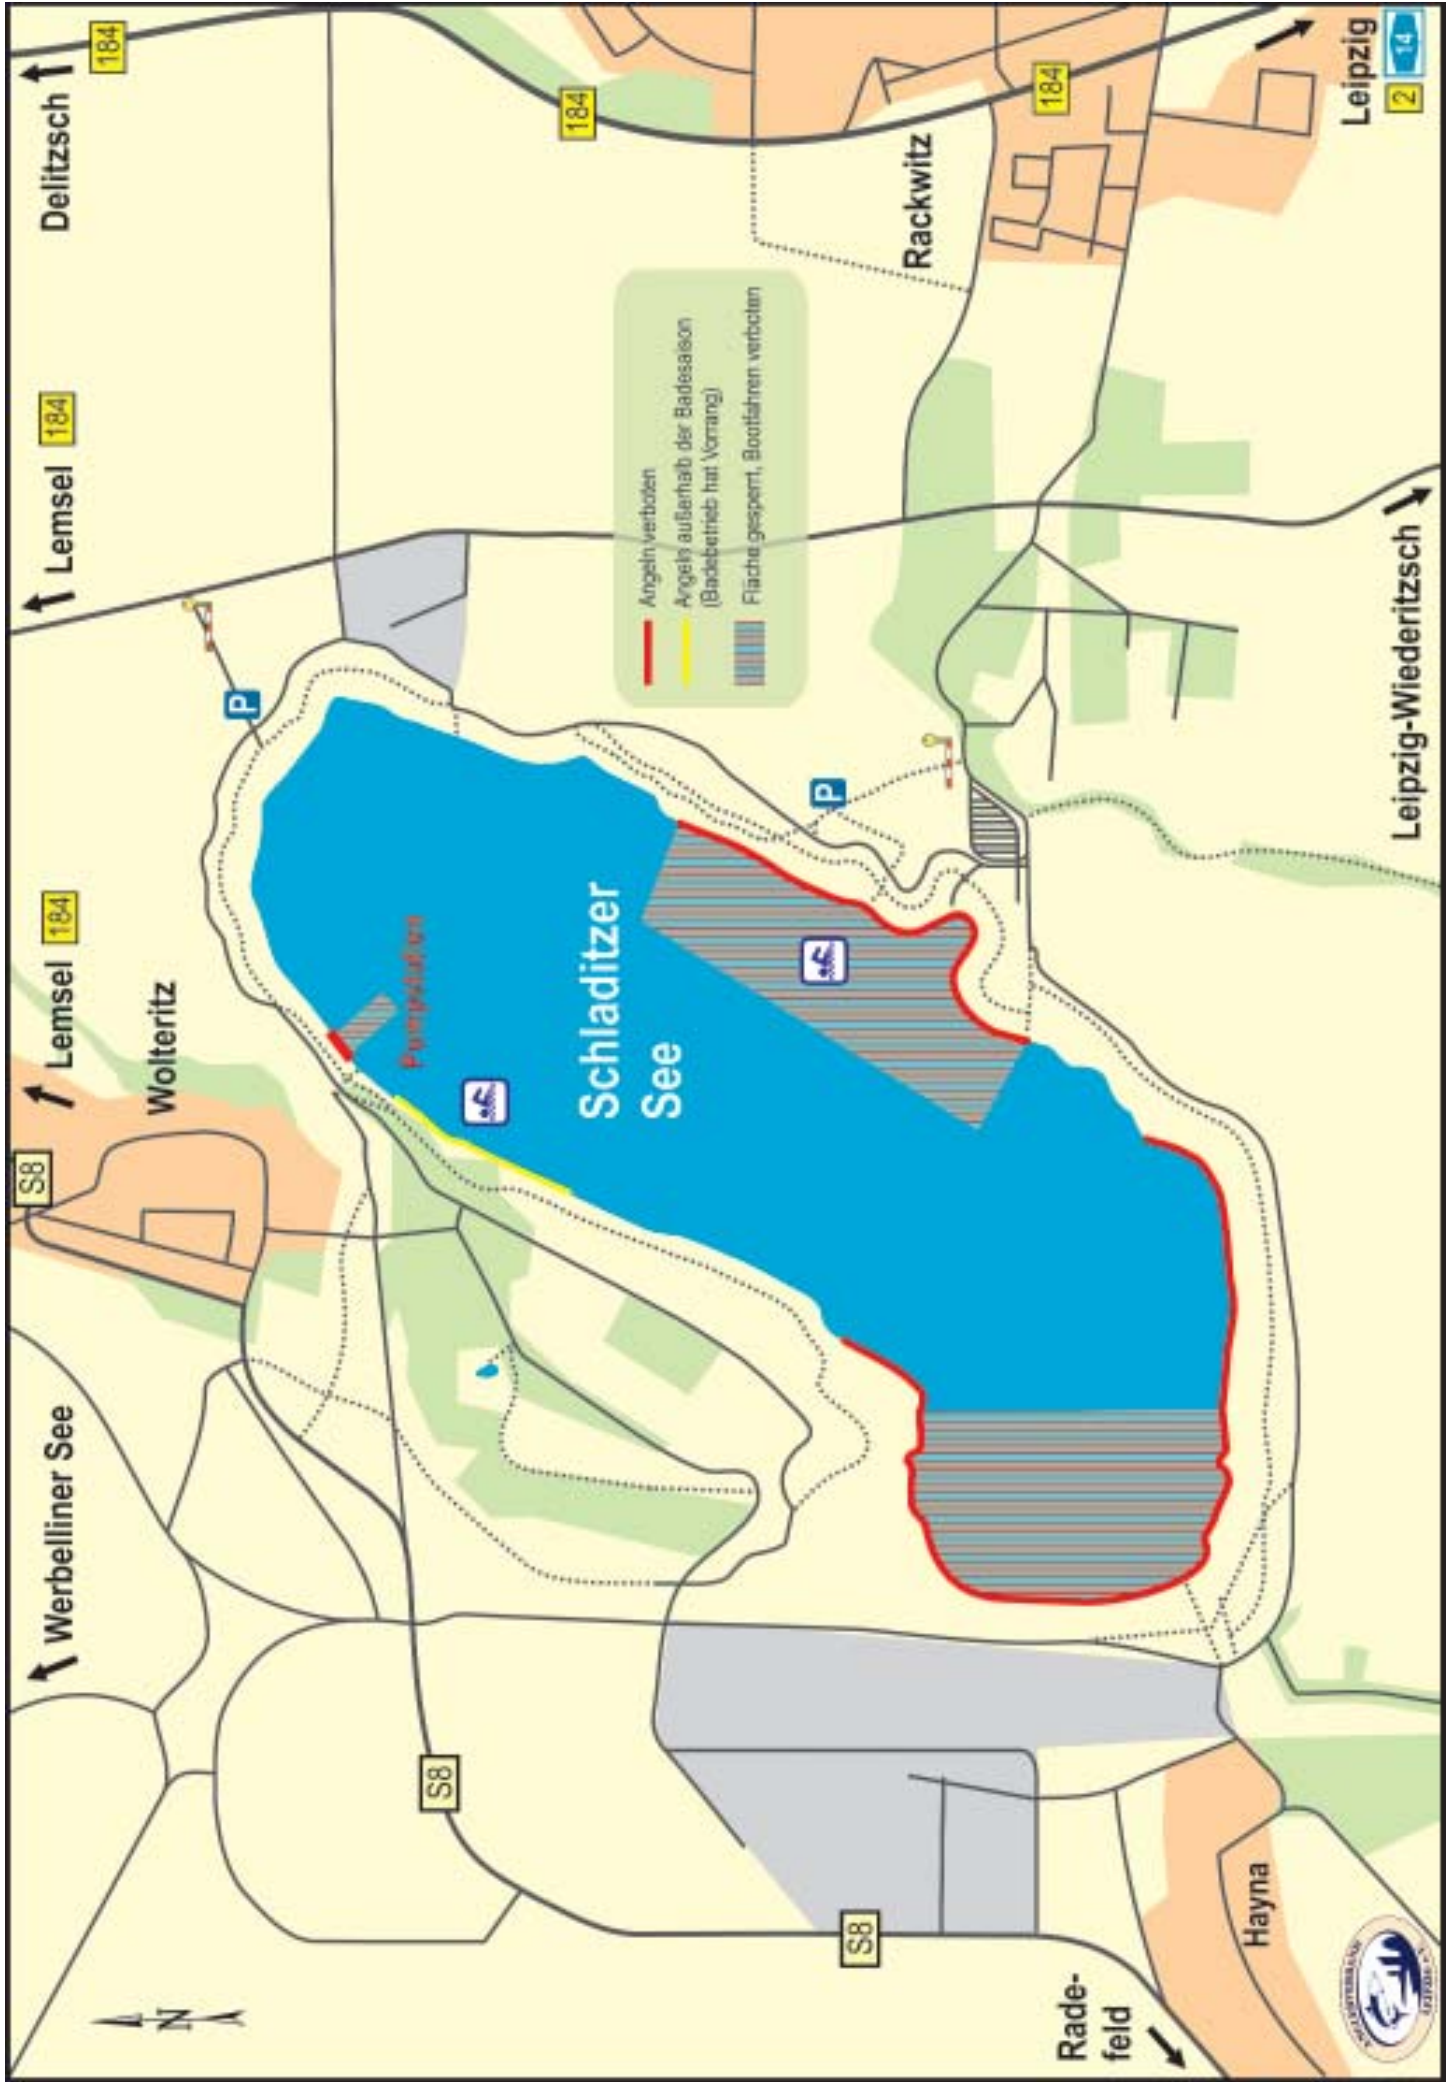 Werbelliner See
Lemsel
184
Lemsel
184
Delitzsch
184
S8
Wolteritz
P
Pumpstation
S8
N
184
Schladitzer
See
Angeln verboten
Angeln außerhalb der Badesaison
(Badebetrieb hat Vorrang)
Fläche gesperrt, Bootfahren verboten
P
S8
Rackwitz
184
Rade-
feld
Hayna
Leipzig-Wiederitzsch
Leipzig
2
14